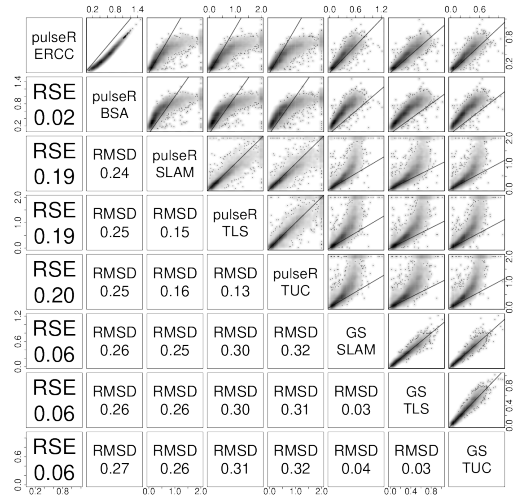 0.2 0.8 1.4 0.0 1.0 2.0 0.0 0.6 0.0 0.6
pulseR
ERCC
0.2 0.8
RSE
0.02
pulseR
BSA
0.2 0.8 1.4
RSE
0.19
RMSD
0.24
pulseR
SLAM
0.0 1.0 2.0
RSE
0.19
RMSD
0.25
RMSD
0.15
pulseR
TLS
0.0 1.0 2.0
RSE
0.20
RMSD
0.25
RMSD
0.16
RMSD
0.13
pulseR
TUC
0.0 1.0 2.0
RSE
0.06
RMSD
0.26
RMSD
0.25
RMSD
0.30
RMSD
0.32
GS
SLAM
0.0 0.6 1.2
RSE
0.06
RMSD
0.26
RMSD
0.26
RMSD
0.30
RMSD
0.31
RMSD
0.03
GS
TLS
0.0 0.4 0.8
RSE
0.06
RMSD
0.27
RMSD
0.26
RMSD
0.31
RMSD
0.32
RMSD
0.04
RMSD
0.03
GS
TUC
0.0 0.6
0.2 0.8 0.0 1.0 2.0 0.0 1.0 2.0 0.0 0.4 0.8